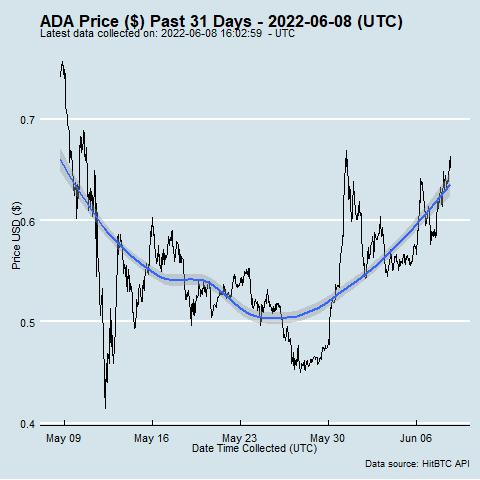 ADA Price ($) Past 31 Days - 2022-06-08 (UTC)
Latest data collected on: 2022-06-08 16:02:59 - UTC
0.7
0.6
0.5
0.4
Price USD ($)
May 09 May 16 May 23 May 30 Jun 06
Date Time Collected (UTC)
Data source: HitBTC API